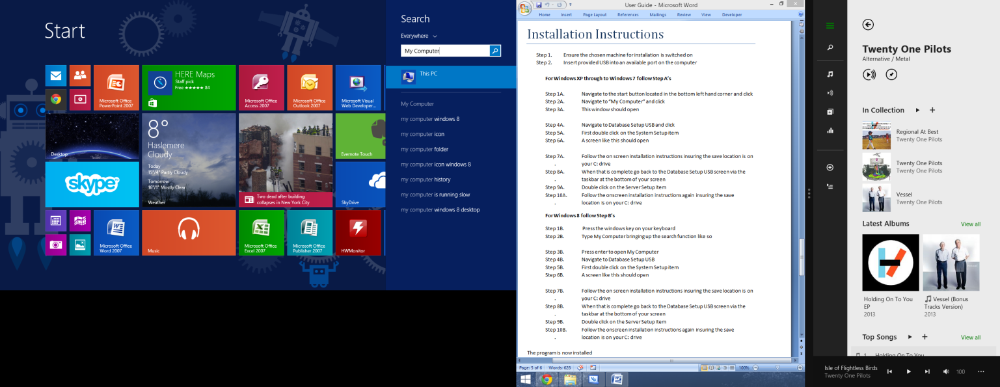 Start
Microsoft Office
PowerPoint 2007
HERE Maps
Staff pick
Free ★★★★★ 84
Microsoft Office
Access 2007
Microsoft Office
Outlook 2007
Microsoft Visual
Web Developer...
Desktop
8°
Haslemere
Cloudy
Today
15°/4° Partly Cloudy
Tomorrow
16°/1° Mostly Clear
Weather
Two dead after building
collapses in New York City
Evernote Touch
skype
SkyDrive
Microsoft Office
Word 2007
Music
Microsoft Office
Excel 2007
Microsoft Office
Publisher 2007
HWMonitor
Search
Everywhere
My Computer
This PC
My Computer
my computer windows 8
my computer icon
my computer folder
my computer icon windows 8
my computer history
my computer is running slow
my computer windows 8 desktop
User Guide - Microsoft Word
Home Insert Page Layout References Mailings Review View Developer
Installation Instructions
Step 1. Ensure the chosen machine for installation is switched on
Step 2. Insert provided USB into an available port on the computer
For Windows XP through to Windows 7 follow Step A's
Step 1A. Navigate to the start button located in the bottom left hand corner and click
Step 2A. Navigate to "My Computer" and click
Step 3A. This window should open
Step 4A. Navigate to Database Setup USB and click
Step 5A. First double click on the System Setup item
Step 6A. A screen like this should open
Step 7A. Follow the on screen installation instructions insuring the save location is on
. your C: drive
Step 8A. When that is complete go back to the Database Setup USB screen via the
. taskbar at the bottom of your screen
Step 9A. Double click on the Server Setup item
Step 10A. Follow the onscreen installation instructions again insuring the save
. location is on your C: drive
For Windows 8 follow Step B's
Step 1B. Press the windows key on your keyboard
Step 2B. Type My Computer bringing up the search function like so
Step 3B. Press enter to open My Computer
Step 4B. Navigate to Database Setup USB
Step 5B. First double click on the System Setup item
Step 6B. A screen like this should open
Step 7B. Follow the on screen installation instructions insuring the save location is on
. your C: drive
Step 8B. When that is complete go back to the Database Setup USB screen via the
. taskbar at the bottom of your screen
Step 9B. Double click on the Server Setup item
Step 10B. Follow the onscreen installation instructions again insuring the save
. location is on your C: drive
The program is now installed
Page: 5 of 6 Words: 628 100%
Twenty One Pilots
Alternative / Metal
In Collection
Regional At Best
Twenty One Pilots
Twenty One Pilots
Twenty One Pilots
Vessel
Twenty One Pilots
Latest Albums View all
Holding On To You
EP
2013
Vessel (Bonus
Tracks Version)
2013
Top Songs View all
1 Holding On To You
Isle of Flightless Birds
Twenty One Pilots
100